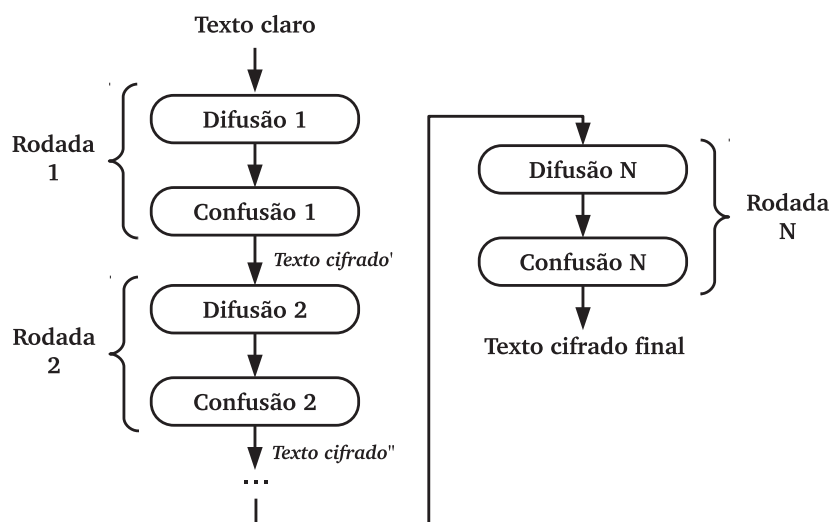 Texto claro
Rodada
1
Difusão 1
Confusão 1
Texto cifrado'
Rodada
2
Difusão 2
Confusão 2
Texto cifrado"
...
Difusão N
Confusão N
Rodada
N
Texto cifrado final